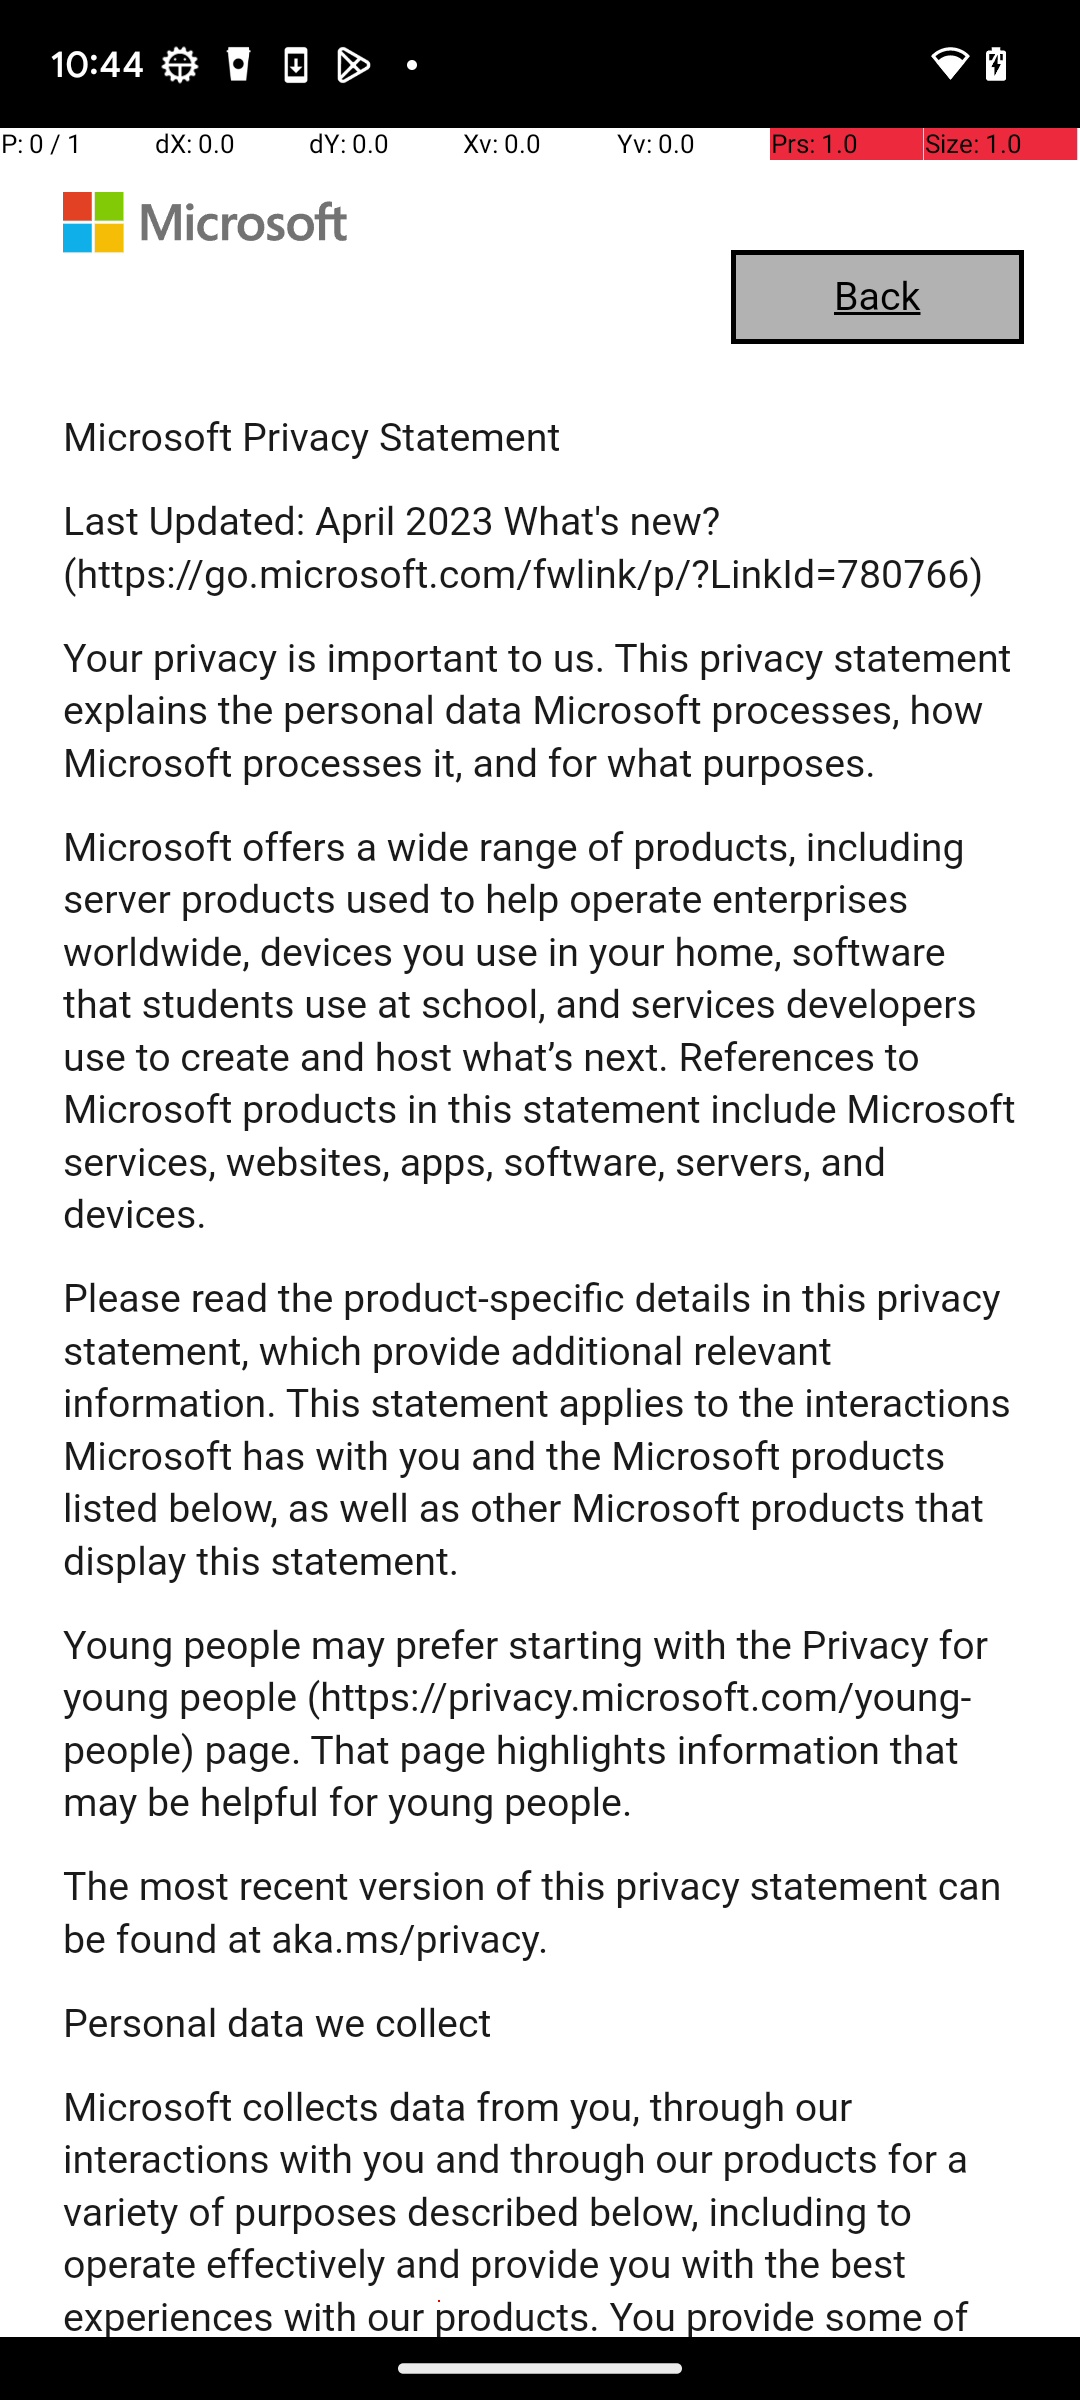 10:44
P: 0 / 1 dX: 0.0 dY: 0.0 Xv: 0.0 Yv: 0.0 Prs: 1.0 Size: 1.0
Microsoft
Back
Microsoft Privacy Statement
Last Updated: April 2023 What's new?
(https://go.microsoft.com/fwlink/p/?LinkId=780766)
Your privacy is important to us. This privacy statement
explains the personal data Microsoft processes, how
Microsoft processes it, and for what purposes.
Microsoft offers a wide range of products, including
server products used to help operate enterprises
worldwide, devices you use in your home, software
that students use at school, and services developers
use to create and host what’s next. References to
Microsoft products in this statement include Microsoft
services, websites, apps, software, servers, and
devices.
Please read the product-specific details in this privacy
statement, which provide additional relevant
information. This statement applies to the interactions
Microsoft has with you and the Microsoft products
listed below, as well as other Microsoft products that
display this statement.
Young people may prefer starting with the Privacy for
young people (https://privacy.microsoft.com/young-
people) page. That page highlights information that
may be helpful for young people.
The most recent version of this privacy statement can
be found at aka.ms/privacy.
Personal data we collect
Microsoft collects data from you, through our
interactions with you and through our products for a
variety of purposes described below, including to
operate effectively and provide you with the best
experiences with our products. You provide some of